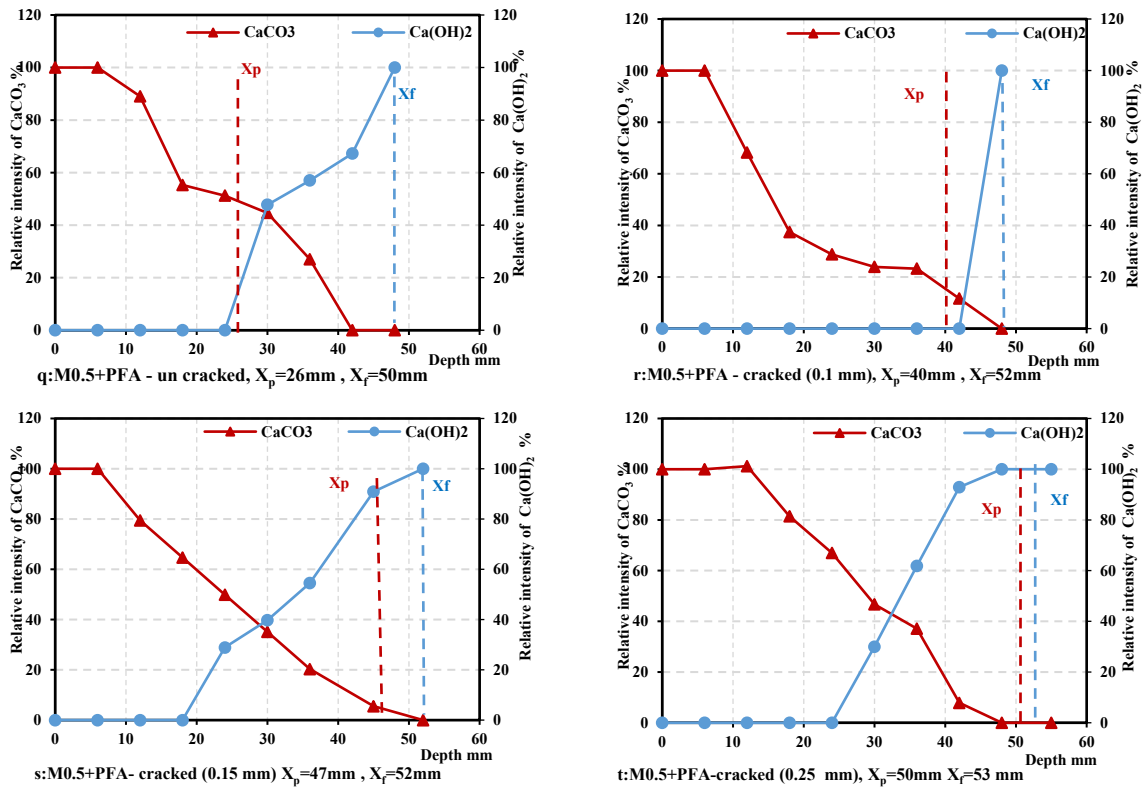 CaCO3 Ca(OH)2
Relative intensity of CaCO3 %
120
100
80
60
40
20
0
Xp
Xf
120
100
80
60
40
20
0
Relative intensity of Ca(OH)2 %
0 10 20 30 40 50 60
Depth mm
q:M0.5+PFA - un cracked, Xp=26mm , Xf=50mm
CaCO3 Ca(OH)2
Relative intensity of CaCO3 %
120
100
80
60
40
20
0
Xp
Xf
120
100
80
60
40
20
0
Relative intensity of Ca(OH)2 %
0 10 20 30 40 50 60
Depth mm
r:M0.5+PFA - cracked (0.1 mm), Xp=40mm , Xf=52mm
CaCO3 Ca(OH)2
Relative intensity of CaCO3 %
120
100
80
60
40
20
0
Xp
Xf
120
100
80
60
40
20
0
Relative intensity of Ca(OH)2 %
0 10 20 30 40 50 60
Depth mm
s:M0.5+PFA- cracked (0.15 mm) Xp=47mm , Xf=52mm
CaCO3 Ca(OH)2
Relative intensity of CaCO3 %
120
100
80
60
40
20
0
Xp
Xf
120
100
80
60
40
20
0
Relative intensity of Ca(OH)2 %
0 10 20 30 40 50 60
Depth mm
t:M0.5+PFA-cracked (0.25 mm), Xp=50mm Xf=53 mm